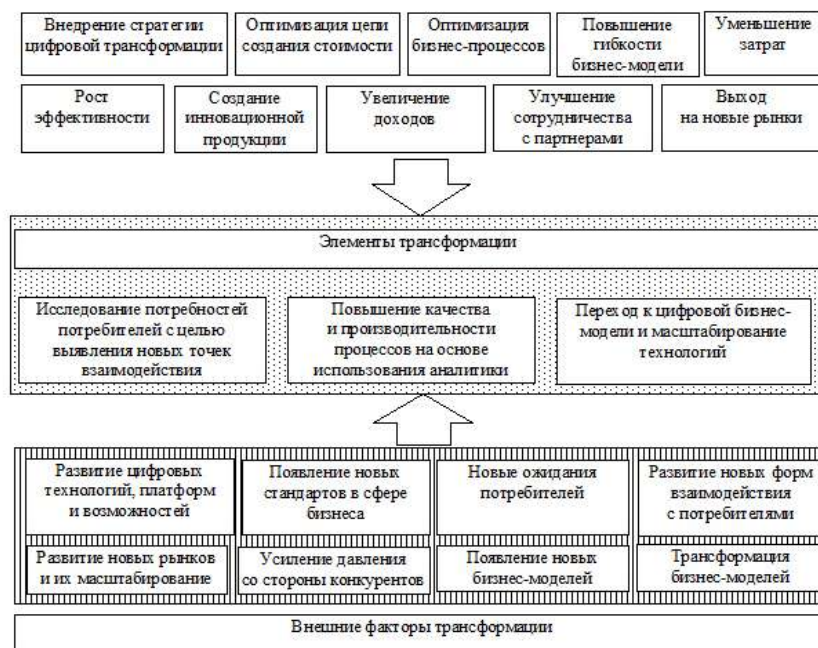 Внедрение стратегии
цифровой трансформации
Оптимизация цепи
создания стоимости
Оптимизация
бизнес-процессов
Повышение
гибкости
бизнес-модели
Уменьшение
затрат
Рост
эффективности
Создание
инновационной
продукции
Увеличение
доходов
Улучшение
сотрудничества
с партнерами
Выход
на новые рынки
Элементы трансформации
Исследование потребностей
потребителей с целью
выявления новых точек
взаимодействия
Повышение качества
и производительности
процессов на основе
использования аналитики
Переход к цифровой бизнес-
модели и масштабирование
технологий
Развитие цифровых
технологий, платформ
и возможностей
Появление новых
стандартов в сфере
бизнеса
Новые ожидания
потребителей
Развитие новых форм
взаимодействия
с потребителями
Развитие новых рынков
и их масштабирование
Усиление давления
со стороны конкурентов
Появление новых
бизнес-моделей
Трансформация
бизнес-моделей
Внешние факторы трансформации